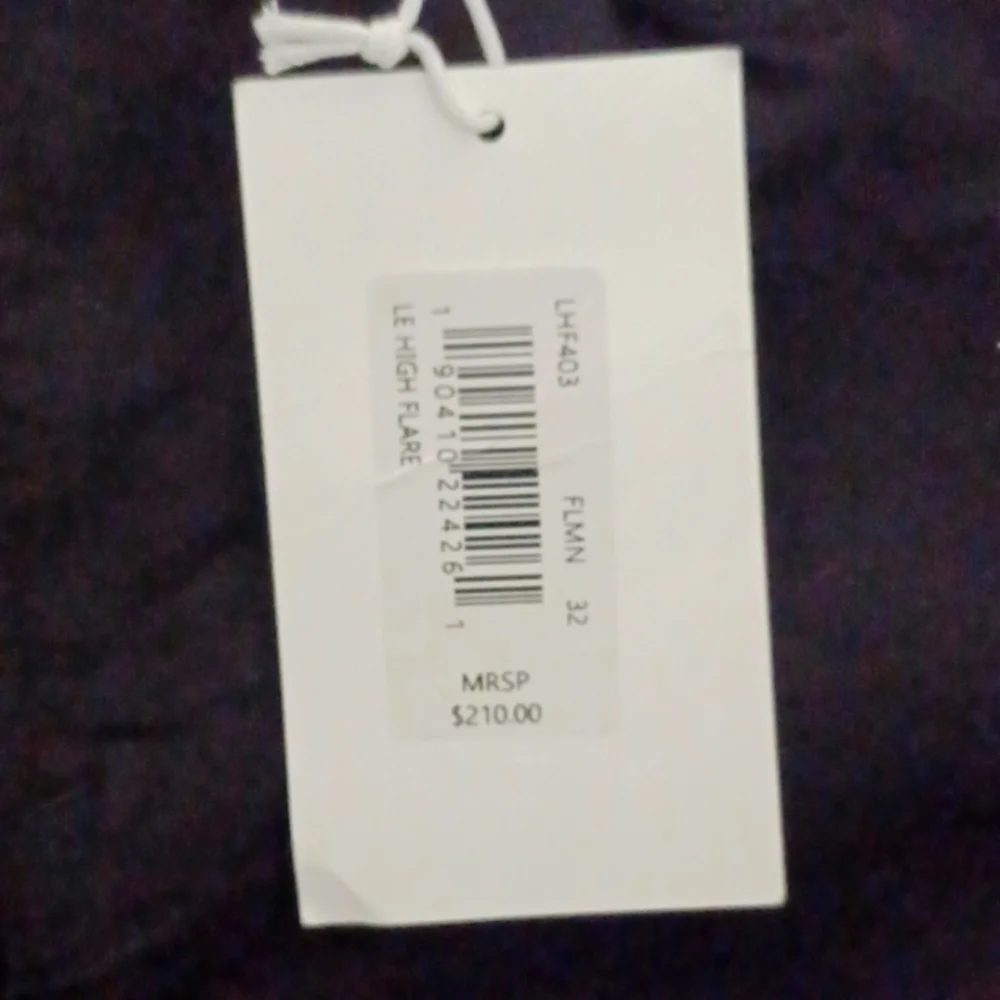 LHF403 FLMN 32
1 90410 22426 1
LE HIGH FLARE
MRSP
$210.00